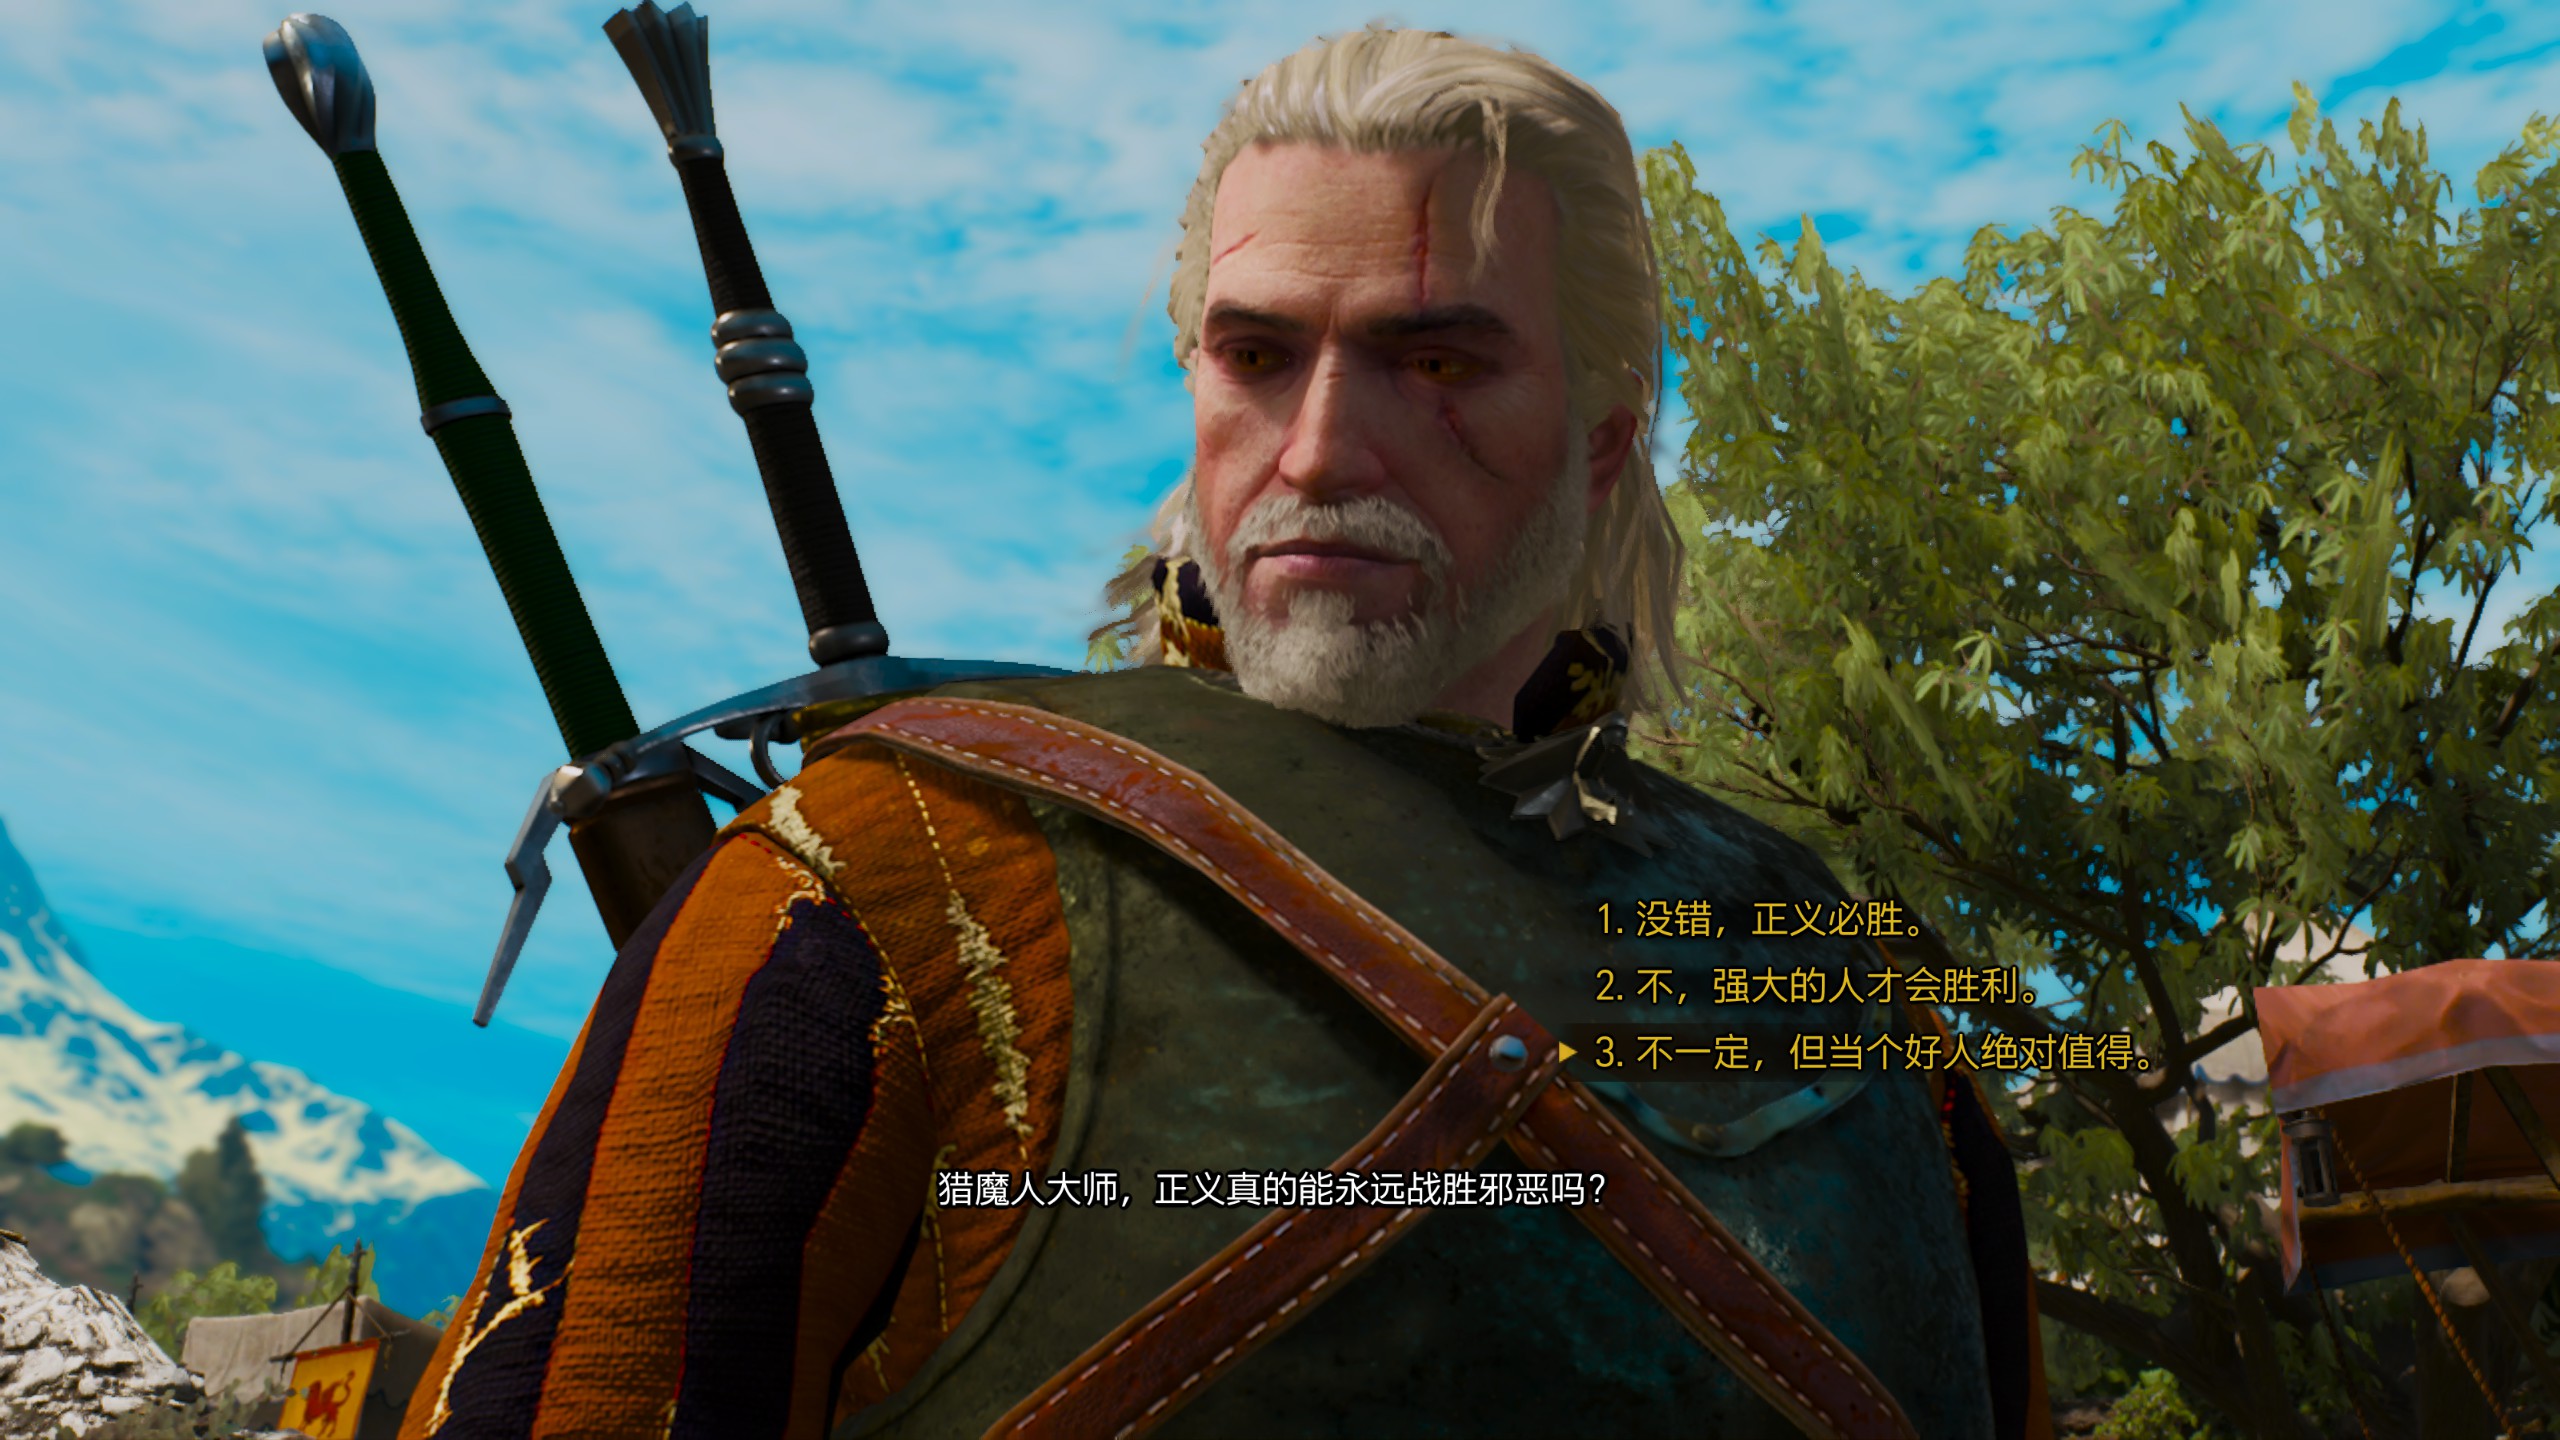 1. 没错，正义必胜。
2. 不，强大的人才会胜利。
3. 不一定，但当个好人绝对值得。
猎魔人大师，正义真的能永远战胜邪恶吗？